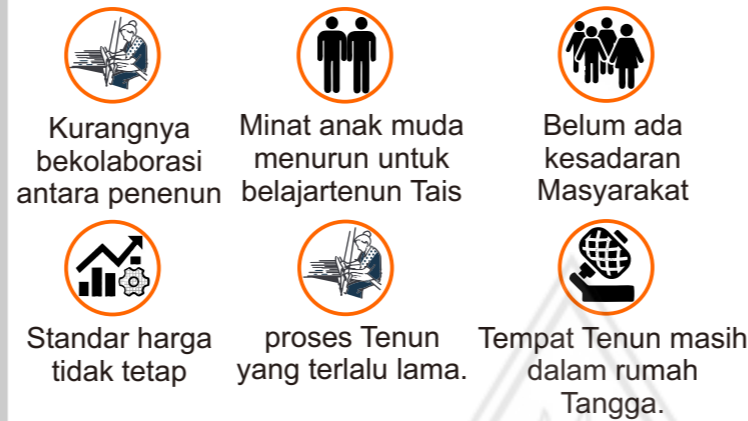 Kurangnya
bekolaborasi
antara penenun
Minat anak muda
menurun untuk
belajartenun Tais
Belum ada
kesadaran
Masyarakat
Standar harga
tidak tetap
proses Tenun
yang terlalu lama.
Tempat Tenun masih
dalam rumah
Tangga.